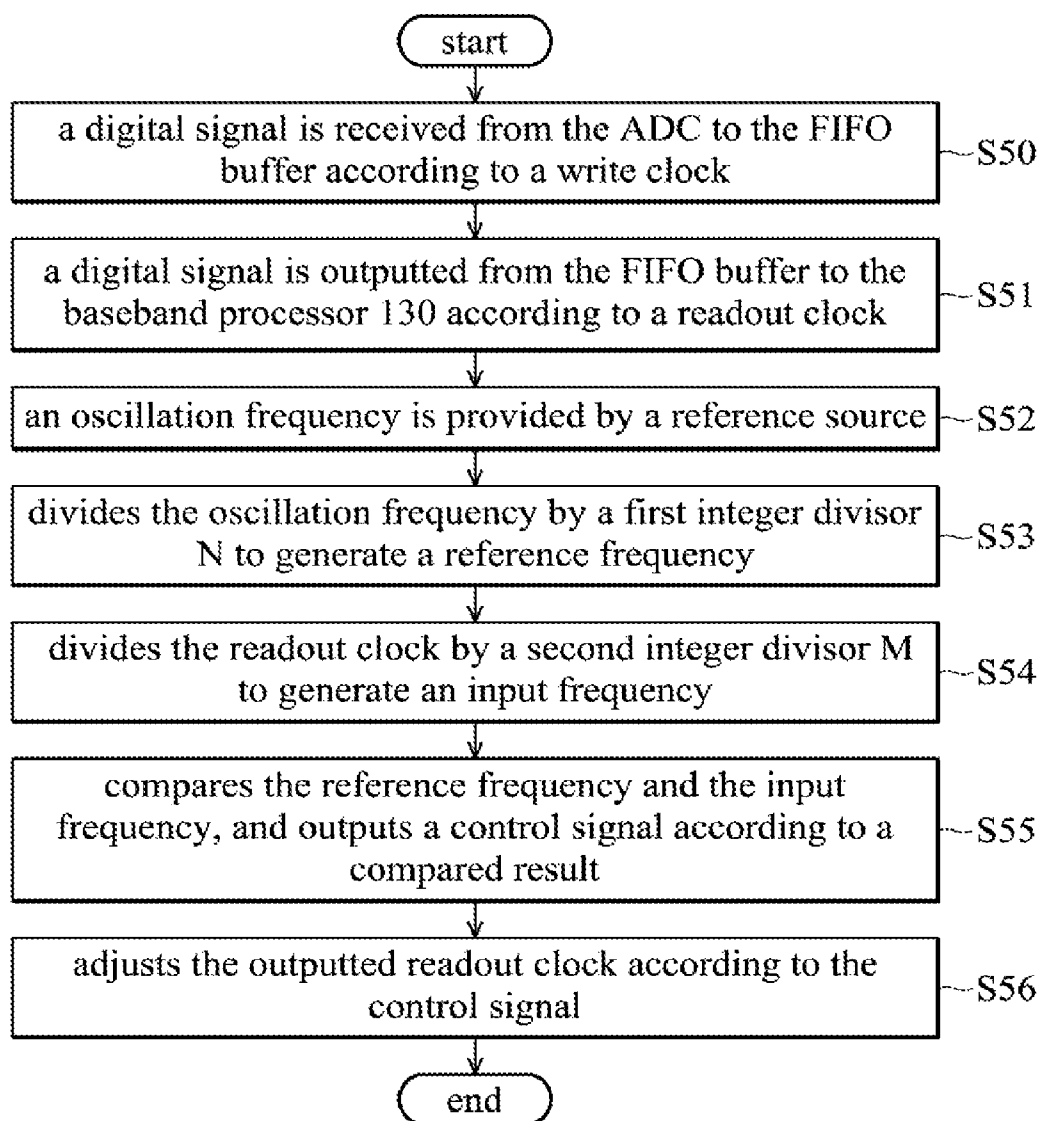 start
a digital signal is received from the ADC to the FIFO
buffer according to a write clock
S50
a digital signal is outputted from the FIFO buffer to the
baseband processor 130 according to a readout clock
S51
an oscillation frequency is provided by a reference source
S52
divides the oscillation frequency by a first integer divisor
N to generate a reference frequency
S53
divides the readout clock by a second integer divisor M
to generate an input frequency
S54
compares the reference frequency and the input
frequency, and outputs a control signal according to a
compared result
S55
adjusts the outputted readout clock according to the
control signal
S56
end